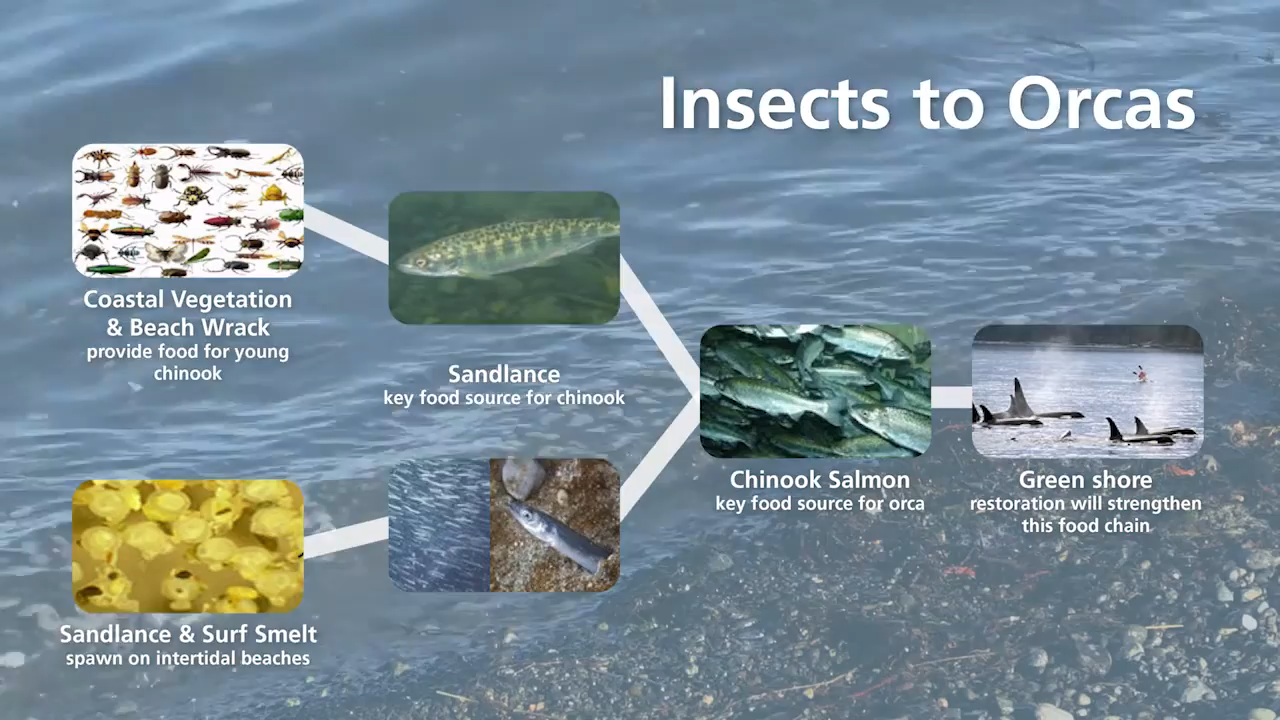 Insects to Orcas
Coastal Vegetation
& Beach Wrack
provide food for young
chinook
Sandlance
key food source for chinook
Chinook Salmon
key food source for orca
Green shore
restoration will strengthen
this food chain
Sandlance & Surf Smelt
spawn on intertidal beaches